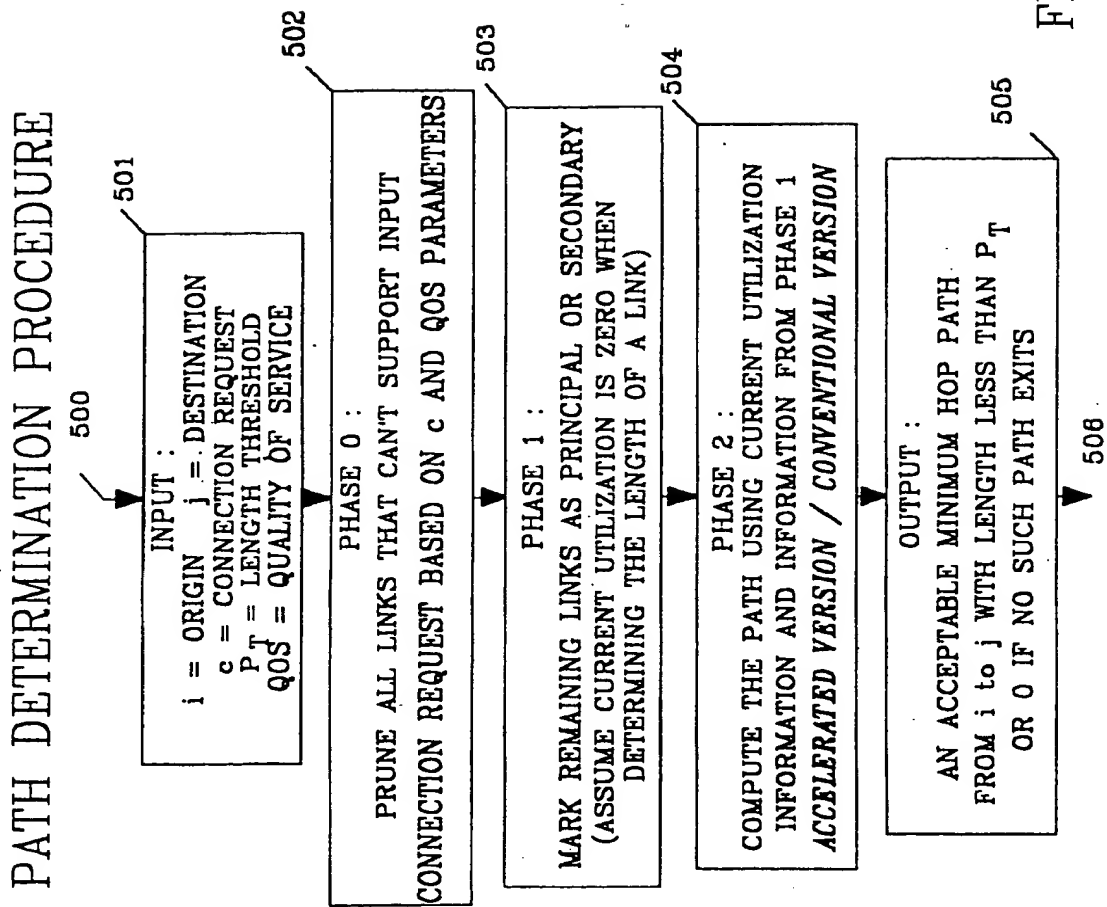 PATH DETERMINATION PROCEDURE
500
501
INPUT :
i = ORIGIN j = DESTINATION
c = CONNECTION REQUEST
PT = LENGTH THRESHOLD
QOS = QUALITY OF SERVICE
502
PHASE 0 :
PRUNE ALL LINKS THAT CAN'T SUPPORT INPUT
CONNECTION REQUEST BASED ON c AND QOS PARAMETERS
503
PHASE 1 :
MARK REMAINING LINKS AS PRINCIPAL OR SECONDARY
(ASSUME CURRENT UTILIZATION IS ZERO WHEN
DETERMINING THE LENGTH OF A LINK)
504
PHASE 2 :
COMPUTE THE PATH USING CURRENT UTILIZATION
INFORMATION AND INFORMATION FROM PHASE 1
ACCELERATED VERSION / CONVENTIONAL VERSION
505
OUTPUT :
AN ACCEPTABLE MINIMUM HOP PATH
FROM i to j WITH LENGTH LESS THAN PT
OR 0 IF NO SUCH PATH EXITS
506